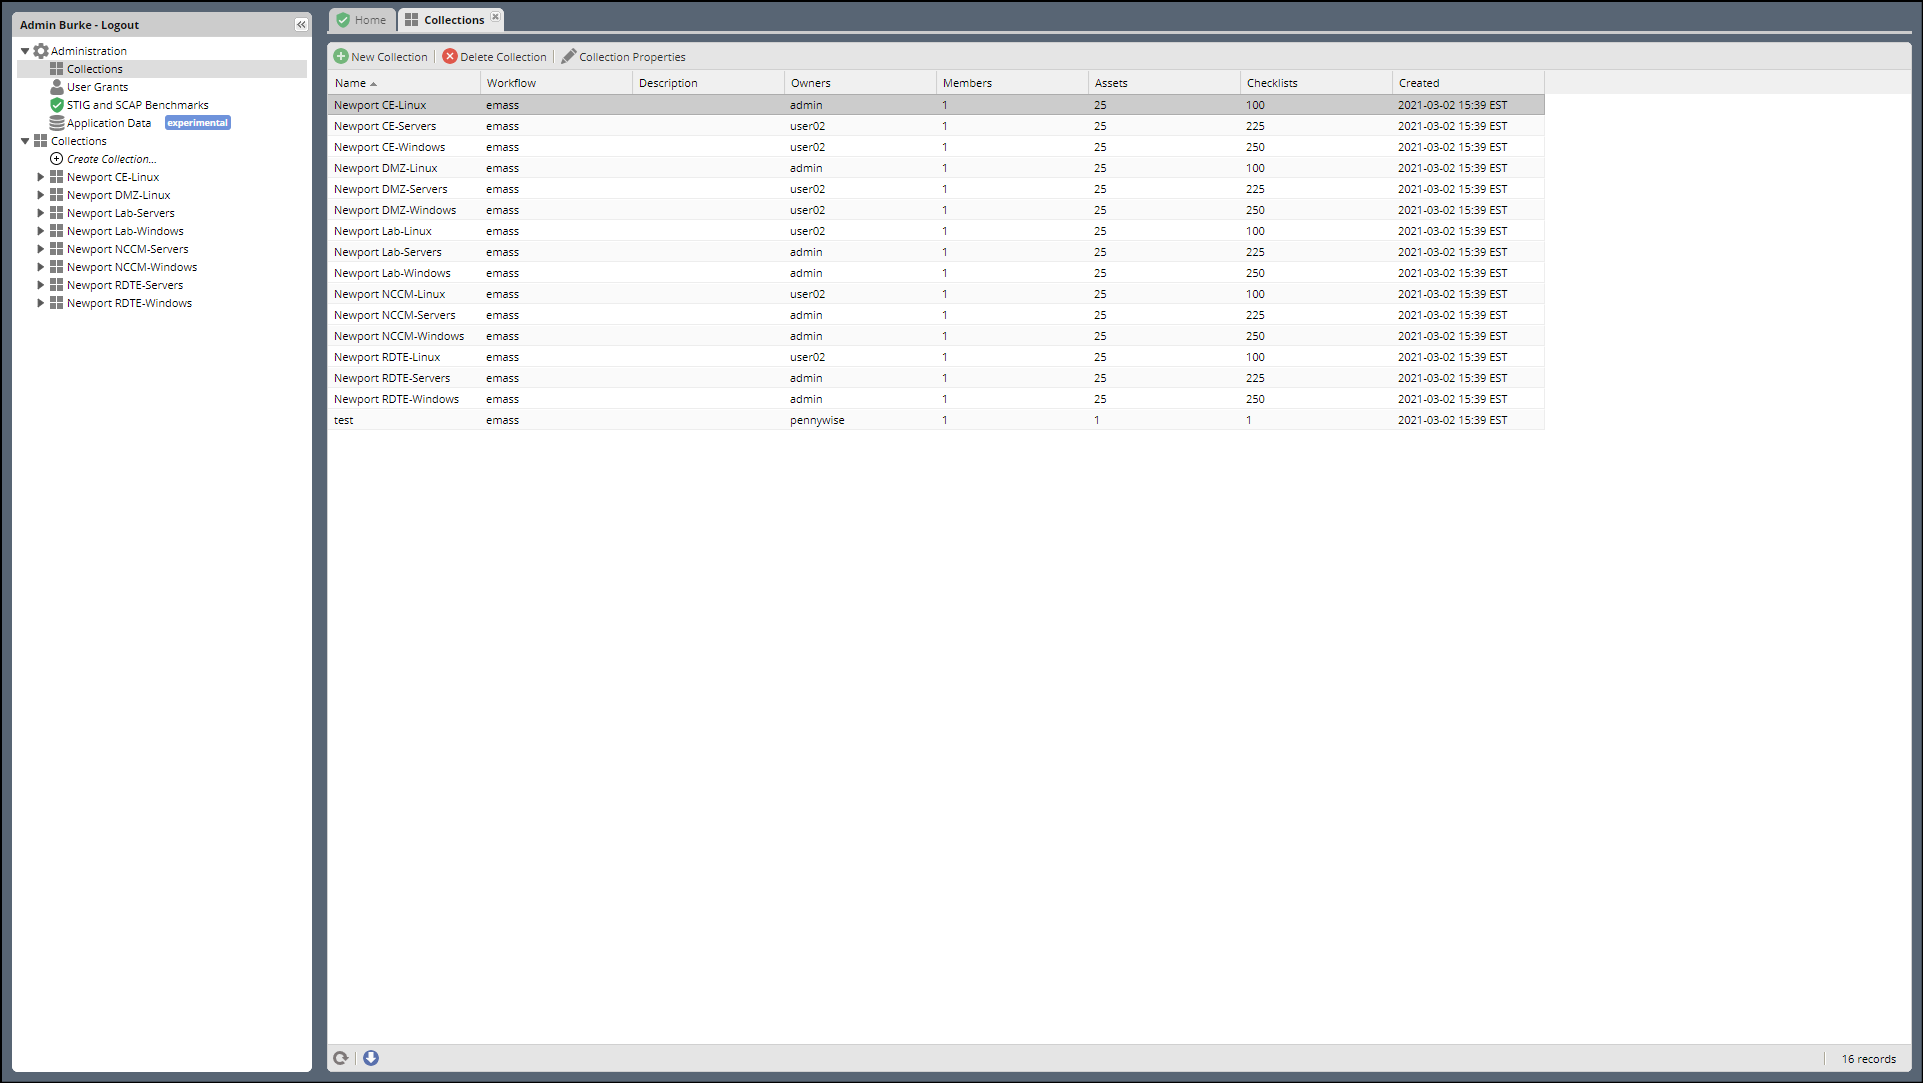 Admin Burke - Logout
Administration
Collections
User Grants
STIG and SCAP Benchmarks
Application Data experimental
Collections
Create Collection...
Newport CE-Linux
Newport DMZ-Linux
Newport Lab-Servers
Newport Lab-Windows
Newport NCCM-Servers
Newport NCCM-Windows
Newport RDTE-Servers
Newport RDTE-Windows
Home Collections
New Collection Delete Collection Collection Properties
Name Workflow Description Owners Members Assets Checklists Created
Newport CE-Linux emass admin 1 25 100 2021-03-02 15:39 EST
Newport CE-Servers emass user02 1 25 225 2021-03-02 15:39 EST
Newport CE-Windows emass user02 1 25 250 2021-03-02 15:39 EST
Newport DMZ-Linux emass admin 1 25 100 2021-03-02 15:39 EST
Newport DMZ-Servers emass user02 1 25 225 2021-03-02 15:39 EST
Newport DMZ-Windows emass user02 1 25 250 2021-03-02 15:39 EST
Newport Lab-Linux emass user02 1 25 100 2021-03-02 15:39 EST
Newport Lab-Servers emass admin 1 25 225 2021-03-02 15:39 EST
Newport Lab-Windows emass admin 1 25 250 2021-03-02 15:39 EST
Newport NCCM-Linux emass user02 1 25 100 2021-03-02 15:39 EST
Newport NCCM-Servers emass admin 1 25 225 2021-03-02 15:39 EST
Newport NCCM-Windows emass admin 1 25 250 2021-03-02 15:39 EST
Newport RDTE-Linux emass user02 1 25 100 2021-03-02 15:39 EST
Newport RDTE-Servers emass admin 1 25 225 2021-03-02 15:39 EST
Newport RDTE-Windows emass admin 1 25 250 2021-03-02 15:39 EST
test emass pennywise 1 1 1 2021-03-02 15:39 EST
16 records